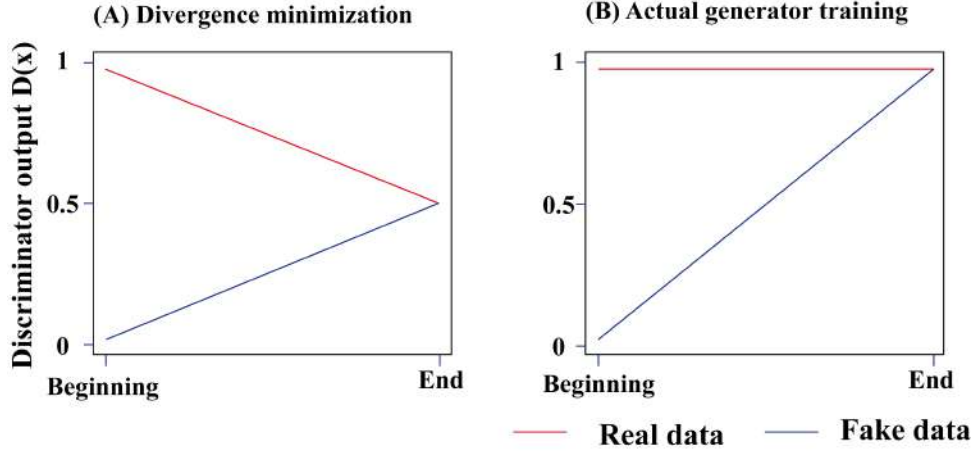 (A) Divergence minimization
(B) Actual generator training
Discriminator output D(x)
1
0.5
0
Beginning
End
1
0.5
0
Beginning
End
Real data
Fake data